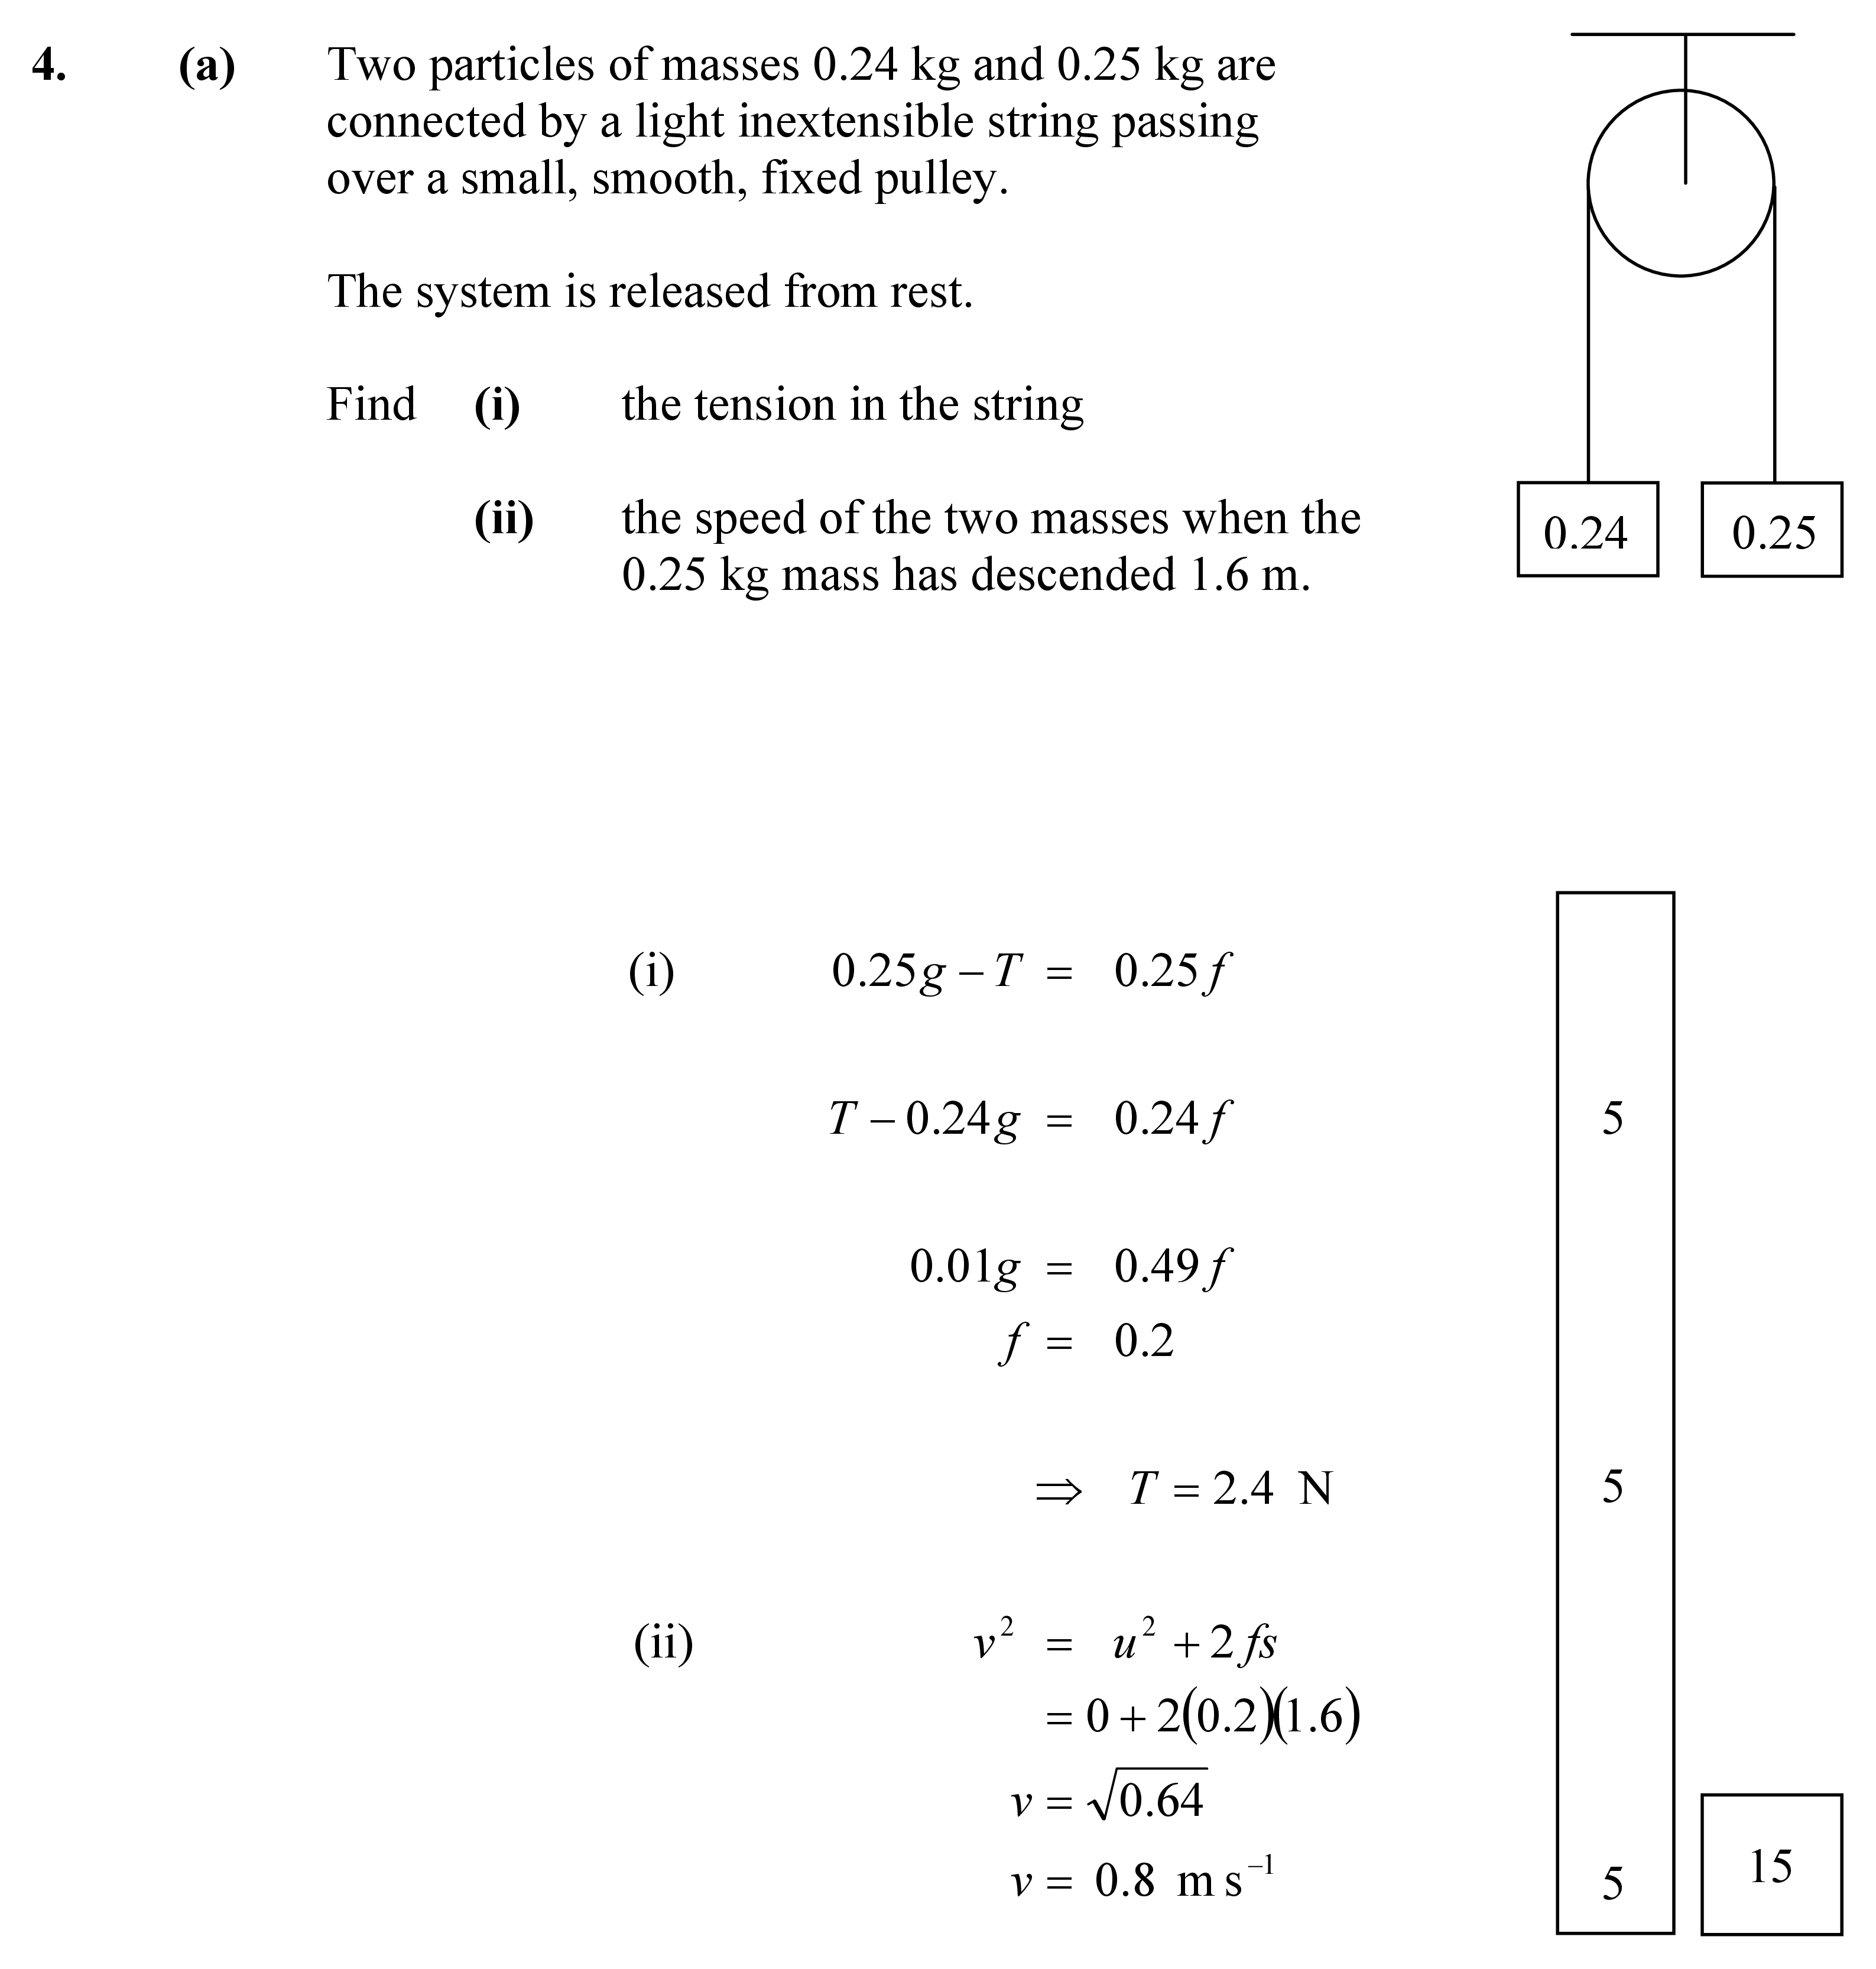 4. (a) Two particles of masses 0.24 kg and 0.25 kg are
connected by a light inextensible string passing
over a small, smooth, fixed pulley.
The system is released from rest.
Find (i) the tension in the string
(ii) the speed of the two masses when the
0.25 kg mass has descended 1.6 m.
0.24 0.25
(i) 0.25g – T = 0.25f
T – 0.24g = 0.24f 5
0.01g = 0.49f
f = 0.2
⇒ T = 2.4 N 5
(ii) v² = u² + 2fs
= 0 + 2(0.2)(1.6)
v = √0.64
v = 0.8 m s⁻¹ 5 15